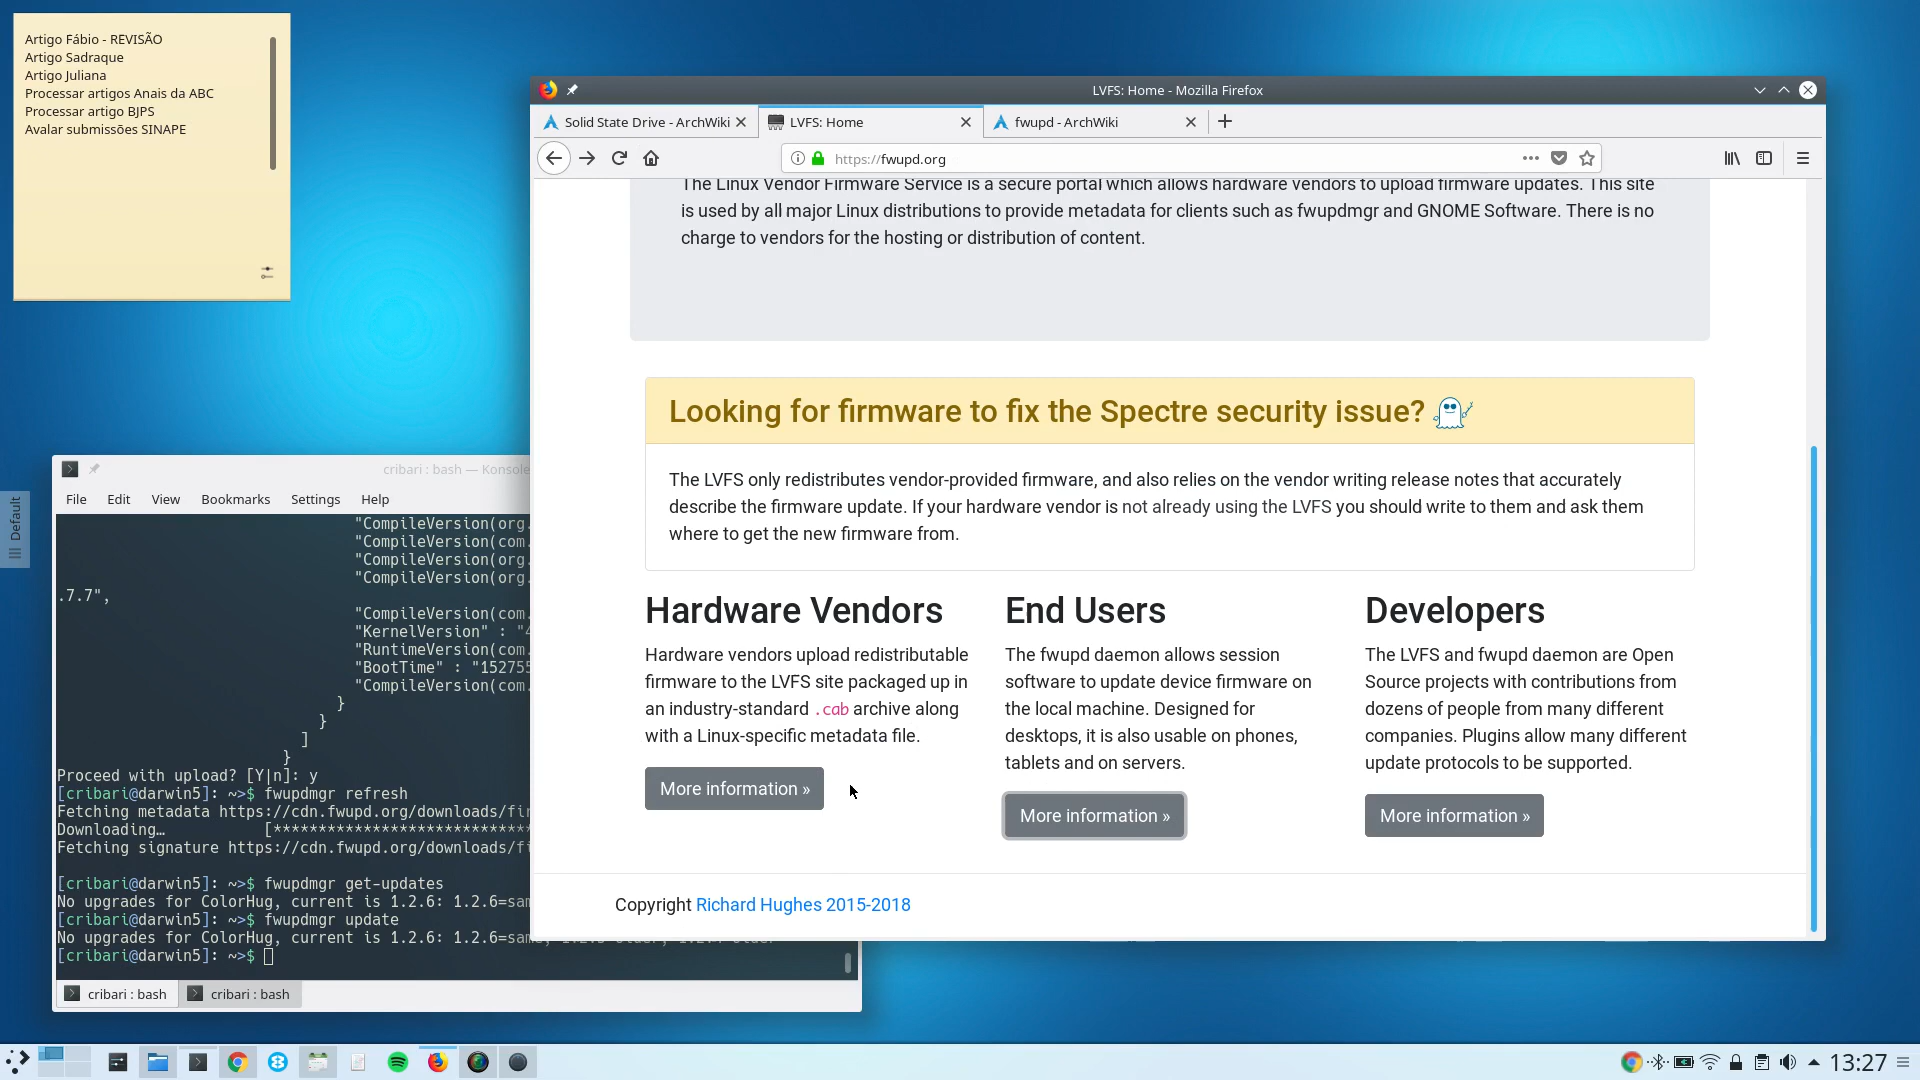 Artigo Fábio - REVISÃO
Artigo Sadraque
Artigo Juliana
Processar artigos Anais da ABC
Processar artigo BJPS
Avalar submissões SINAPE
LVFS: Home - Mozilla Firefox
Solid State Drive - ArchWiki
LVFS: Home
fwupd - ArchWiki
https://fwupd.org
The Linux Vendor Firmware Service is a secure portal which allows hardware vendors to upload firmware updates. This site
is used by all major Linux distributions to provide metadata for clients such as fwupdmgr and GNOME Software. There is no
charge to vendors for the hosting or distribution of content.
Looking for firmware to fix the Spectre security issue?
The LVFS only redistributes vendor-provided firmware, and also relies on the vendor writing release notes that accurately
describe the firmware update. If your hardware vendor is not already using the LVFS you should write to them and ask them
where to get the new firmware from.
Hardware Vendors
Hardware vendors upload redistributable
firmware to the LVFS site packaged up in
an industry-standard .cab archive along
with a Linux-specific metadata file.
More information »
End Users
The fwupd daemon allows session
software to update device firmware on
the local machine. Designed for
desktops, it is also usable on phones,
tablets and on servers.
More information »
Developers
The LVFS and fwupd daemon are Open
Source projects with contributions from
dozens of people from many different
companies. Plugins allow many different
update protocols to be supported.
More information »
Copyright Richard Hughes 2015-2018
Default
cribari : bash — Konsole
File Edit View Bookmarks Settings Help
"CompileVersion(org.
"CompileVersion(com.
"CompileVersion(org.
"CompileVersion(org.
.7.7",
"CompileVersion(com.
"KernelVersion" : "4
"RuntimeVersion(com.
"BootTime" : "152755
"CompileVersion(com.
}
}
]
}
Proceed with upload? [Y|n]: y
[cribari@darwin5]: ~>$ fwupdmgr refresh
Fetching metadata https://cdn.fwupd.org/downloads/fir
Downloading… [******************************
Fetching signature https://cdn.fwupd.org/downloads/fi
[cribari@darwin5]: ~>$ fwupdmgr get-updates
No upgrades for ColorHug, current is 1.2.6: 1.2.6=sam
[cribari@darwin5]: ~>$ fwupdmgr update
No upgrades for ColorHug, current is 1.2.6: 1.2.6=same,
[cribari@darwin5]: ~>$
cribari : bash
cribari : bash
13:27